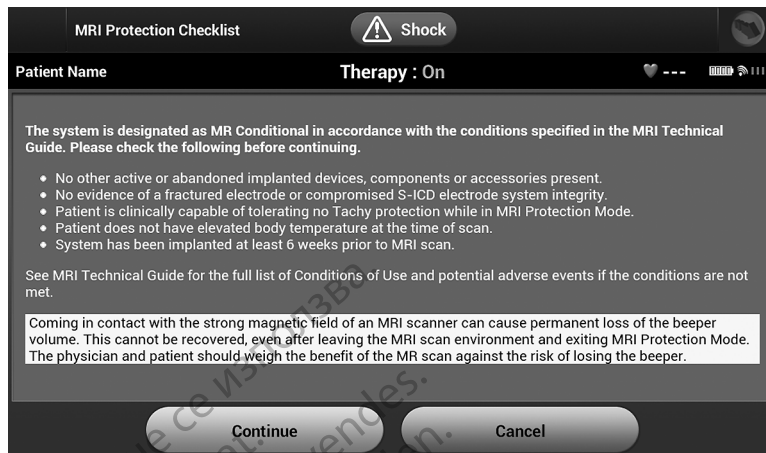 MRI Protection Checklist
Shock
Patient Name
Therapy : On
---
The system is designated as MR Conditional in accordance with the conditions specified in the MRI Technical
Guide. Please check the following before continuing.
• No other active or abandoned implanted devices, components or accessories present.
• No evidence of a fractured electrode or compromised S-ICD electrode system integrity.
• Patient is clinically capable of tolerating no Tachy protection while in MRI Protection Mode.
• Patient does not have elevated body temperature at the time of scan.
• System has been implanted at least 6 weeks prior to MRI scan.
See MRI Technical Guide for the full list of Conditions of Use and potential adverse events if the conditions are not
met.
Coming in contact with the strong magnetic field of an MRI scanner can cause permanent loss of the beeper
volume. This cannot be recovered, even after leaving the MRI scan environment and exiting MRI Protection Mode.
The physician and patient should weigh the benefit of the MR scan against the risk of losing the beeper.
Continue
Cancel
се използва.